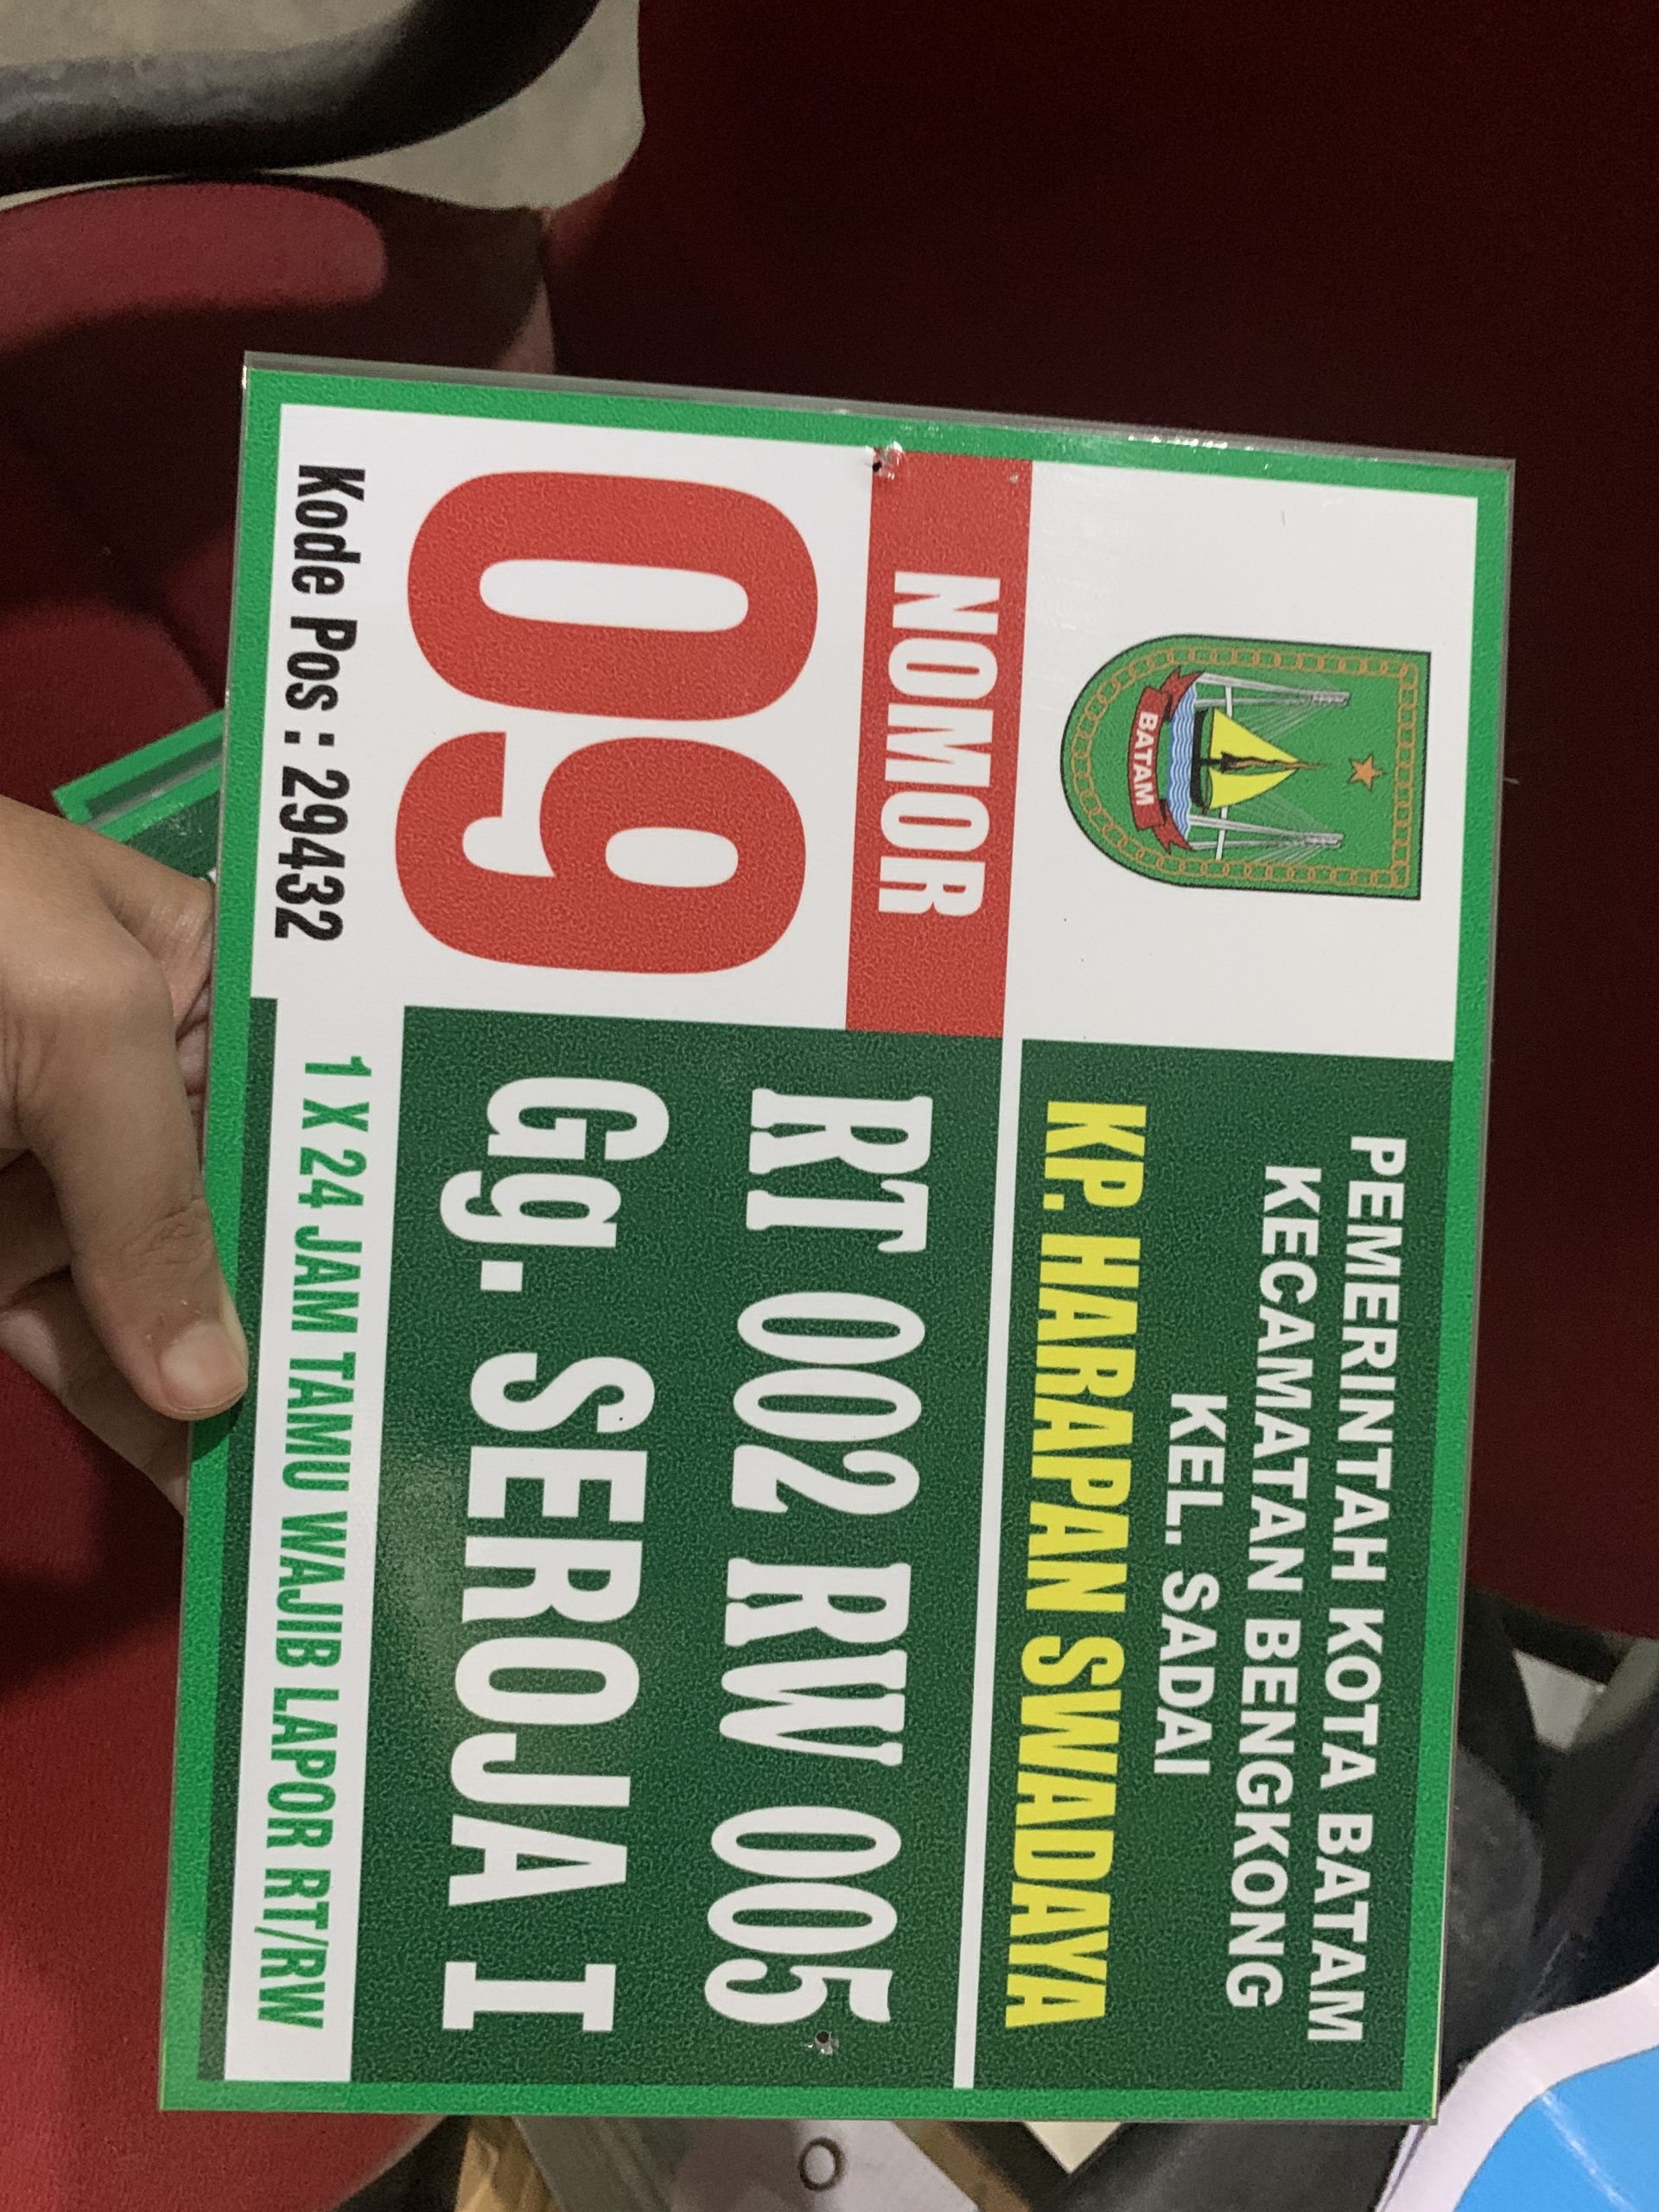 BATAM
PEMERINTAH KOTA BATAM
KECAMATAN BENGKONG
KEL. SADAI
KP. HARAPAN SWADAYA
NOMOR
09
RT 002 RW 005
Gg. SEROJA I
Kode Pos : 29432
1 X 24 JAM TAMU WAJIB LAPOR RT/RW